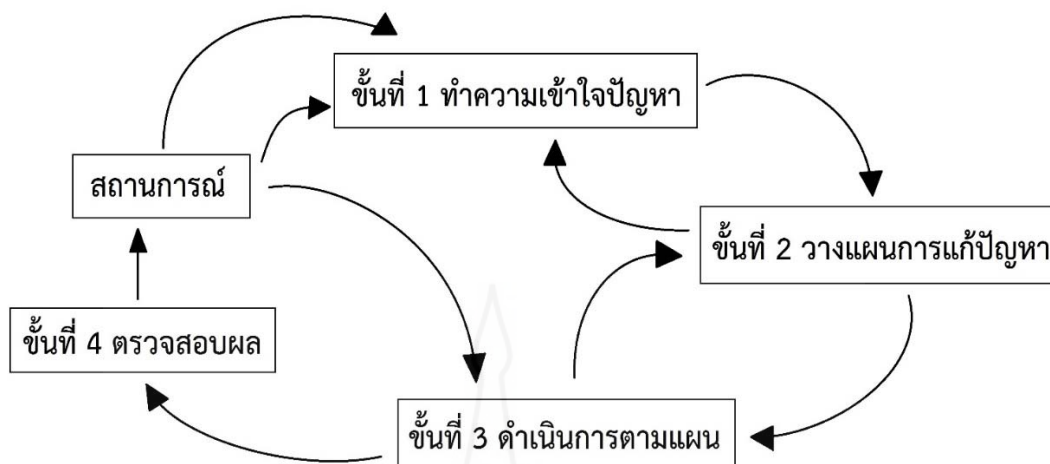 ขั้นที่ 1 ทำความเข้าใจปัญหา
สถานการณ์
ขั้นที่ 2 วางแผนการแก้ปัญหา
ขั้นที่ 4 ตรวจสอบผล
ขั้นที่ 3 ดำเนินการตามแผน